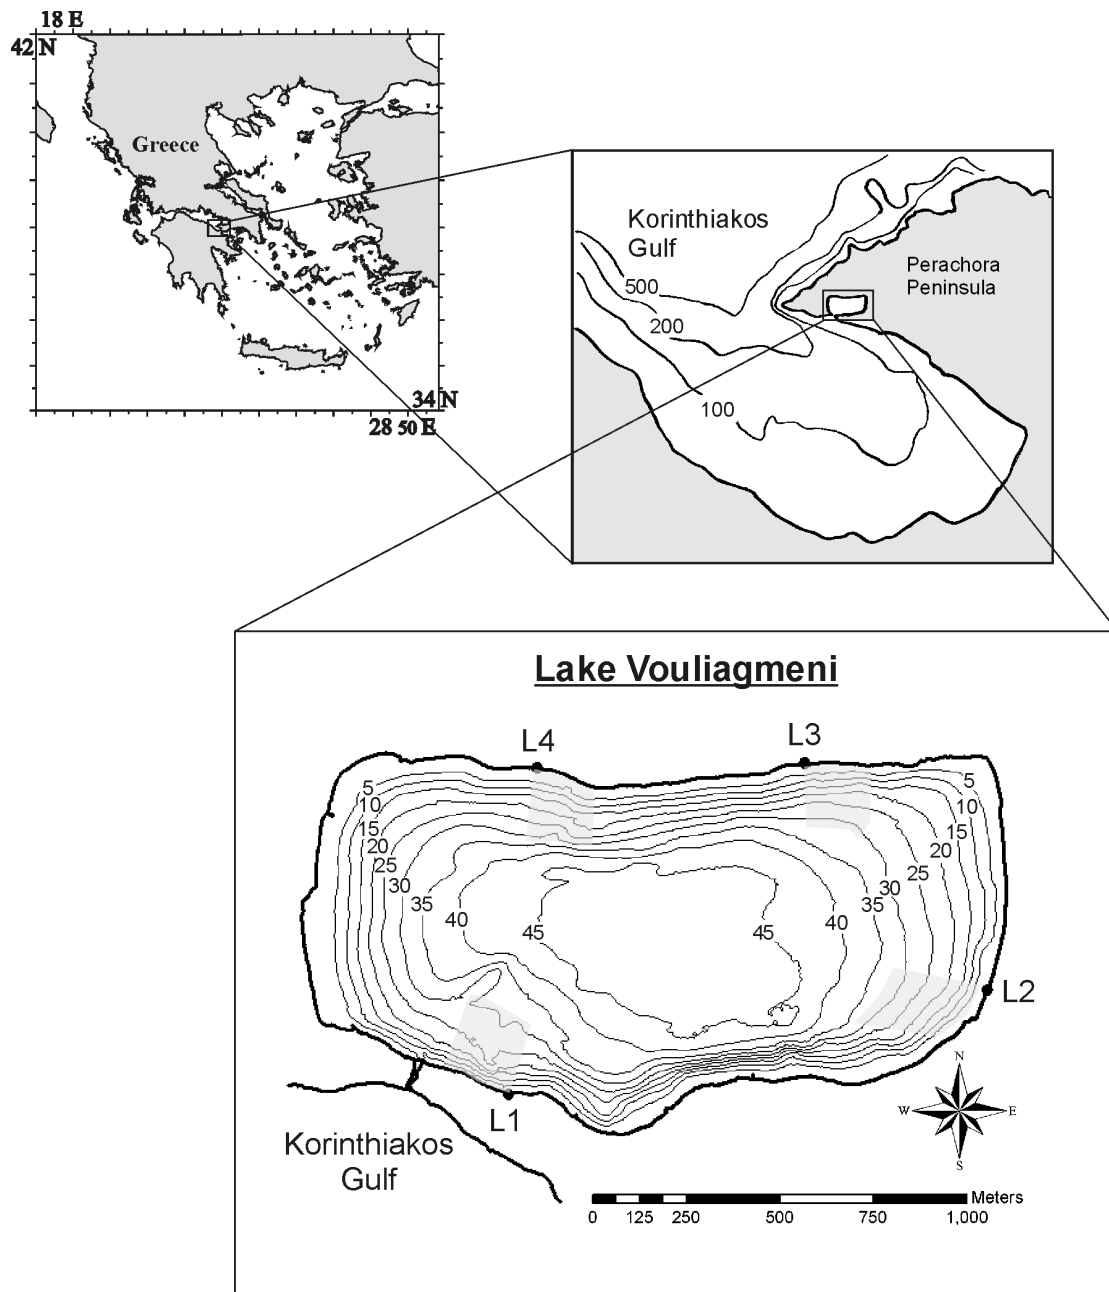 18 E
42 N
Greece
34 N
28 50 E
Korinthiakos
Gulf
500
200
100
Perachora
Peninsula
Lake Vouliagmeni
L4
L3
5
10
15
20
25
30
35
40
45
5
10
15
20
25
30
35
40
45
L2
L1
Korinthiakos
Gulf
N
W
E
S
Meters
0 125 250 500 750 1,000